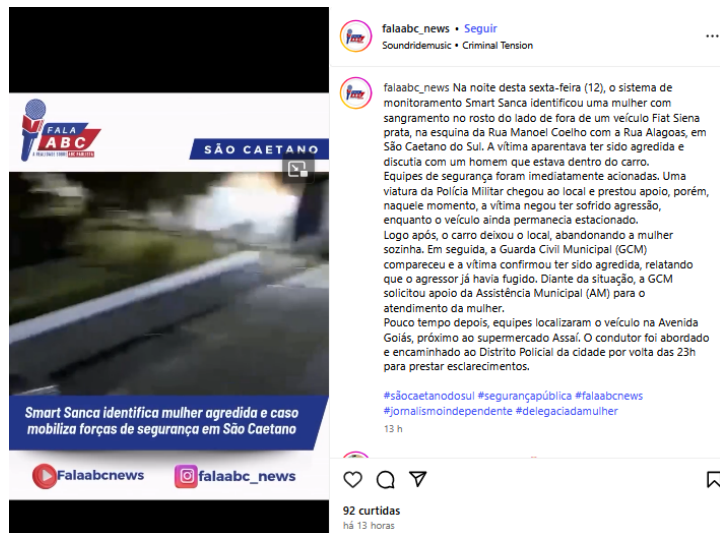 FALA
ABC
A REALIDADE SOBRE O ABC PAULISTA
SÃO CAETANO
Smart Sanca identifica mulher agredida e caso
mobiliza forças de segurança em São Caetano
Falaabcnews
falaabc_news
falaabc_news • Seguir
Soundridemusic • Criminal Tension
falaabc_news Na noite desta sexta-feira (12), o sistema de
monitoramento Smart Sanca identificou uma mulher com
sangramento no rosto do lado de fora de um veículo Fiat Siena
prata, na esquina da Rua Manoel Coelho com a Rua Alagoas, em
São Caetano do Sul. A vítima aparentava ter sido agredida e
discutia com um homem que estava dentro do carro.
Equipes de segurança foram imediatamente acionadas. Uma
viatura da Polícia Militar chegou ao local e prestou apoio, porém,
naquele momento, a vítima negou ter sofrido agressão,
enquanto o veículo ainda permanecia estacionado.
Logo após, o carro deixou o local, abandonando a mulher
sozinha. Em seguida, a Guarda Civil Municipal (GCM)
compareceu e a vítima confirmou ter sido agredida, relatando
que o agressor já havia fugido. Diante da situação, a GCM
solicitou apoio da Assistência Municipal (AM) para o
atendimento da mulher.
Pouco tempo depois, equipes localizaram o veículo na Avenida
Goiás, próximo ao supermercado Assaí. O condutor foi abordado
e encaminhado ao Distrito Policial da cidade por volta das 23h
para prestar esclarecimentos.
#sãocaetanodosul #segurançapública #falaabcnews
#jornalismoindependente #delegaciadamulher
13 h
92 curtidas
há 13 horas